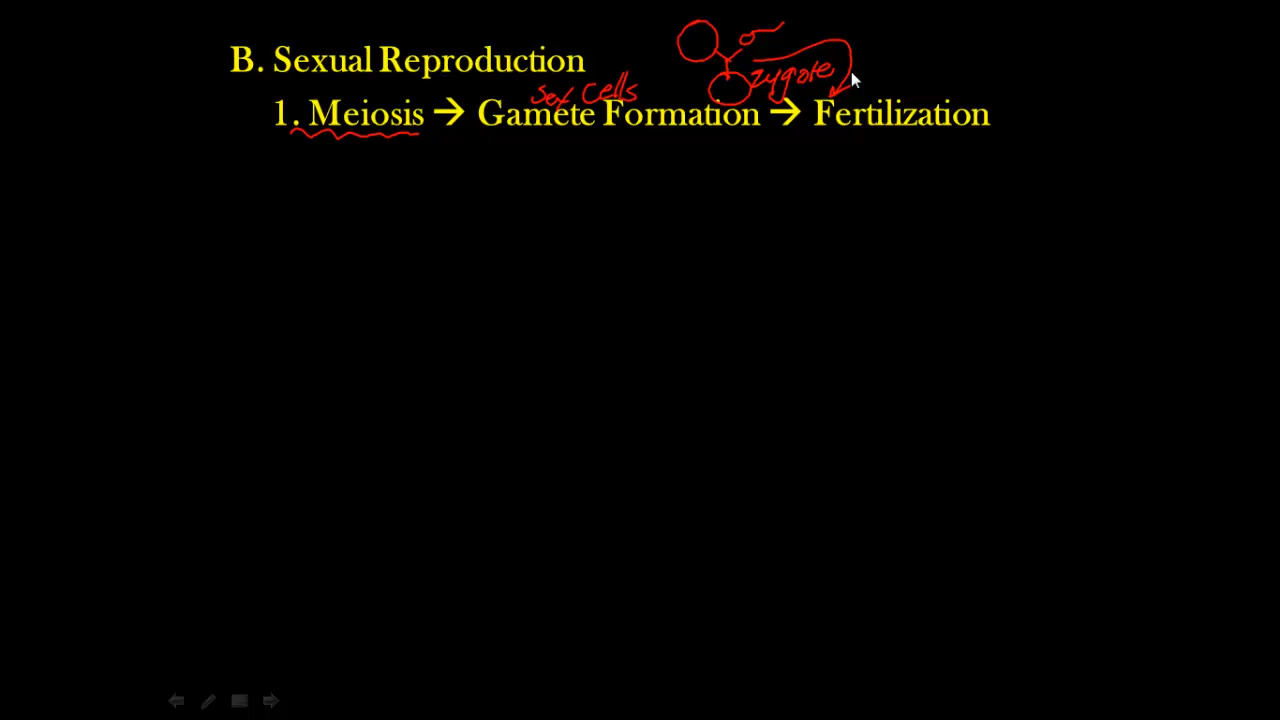 B. Sexual Reproduction
zygote
sex cells
1. Meiosis → Gamete Formation → Fertilization